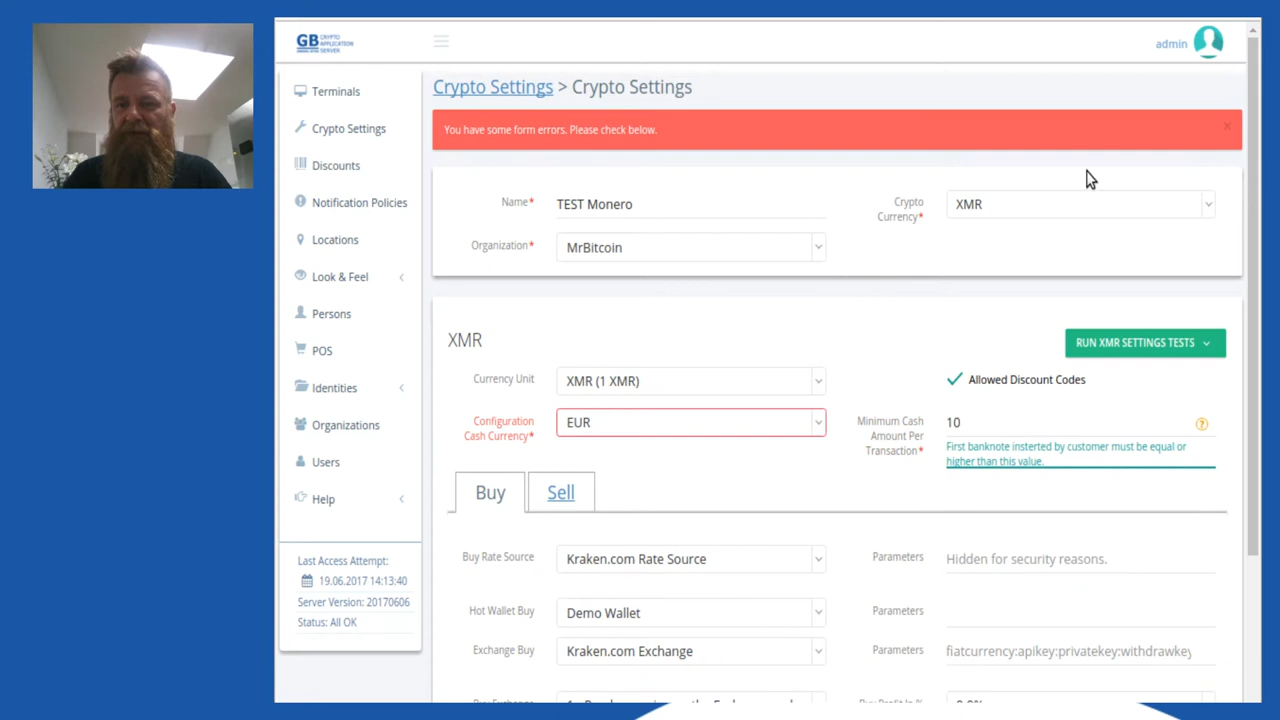 GB CRYPTO
APPLICATION
SERVER
admin
Terminals
Crypto Settings
Discounts
Notification Policies
Locations
Look & Feel
Persons
POS
Identities
Organizations
Users
Help
Last Access Attempt:
19.06.2017 14:13:40
Server Version: 20170606
Status: All OK
Crypto Settings > Crypto Settings
You have some form errors. Please check below.
Name* TEST Monero
Crypto
Currency* XMR
Organization* MrBitcoin
XMR
RUN XMR SETTINGS TESTS
Currency Unit XMR (1 XMR)
Allowed Discount Codes
Configuration
Cash Currency* EUR
Minimum Cash
Amount Per
Transaction* 10
First banknote insterted by customer must be equal or
higher than this value.
Buy Sell
Buy Rate Source Kraken.com Rate Source Parameters Hidden for security reasons.
Hot Wallet Buy Demo Wallet Parameters
Exchange Buy Kraken.com Exchange Parameters fiatcurrency:apikey:privatekey:withdrawkey